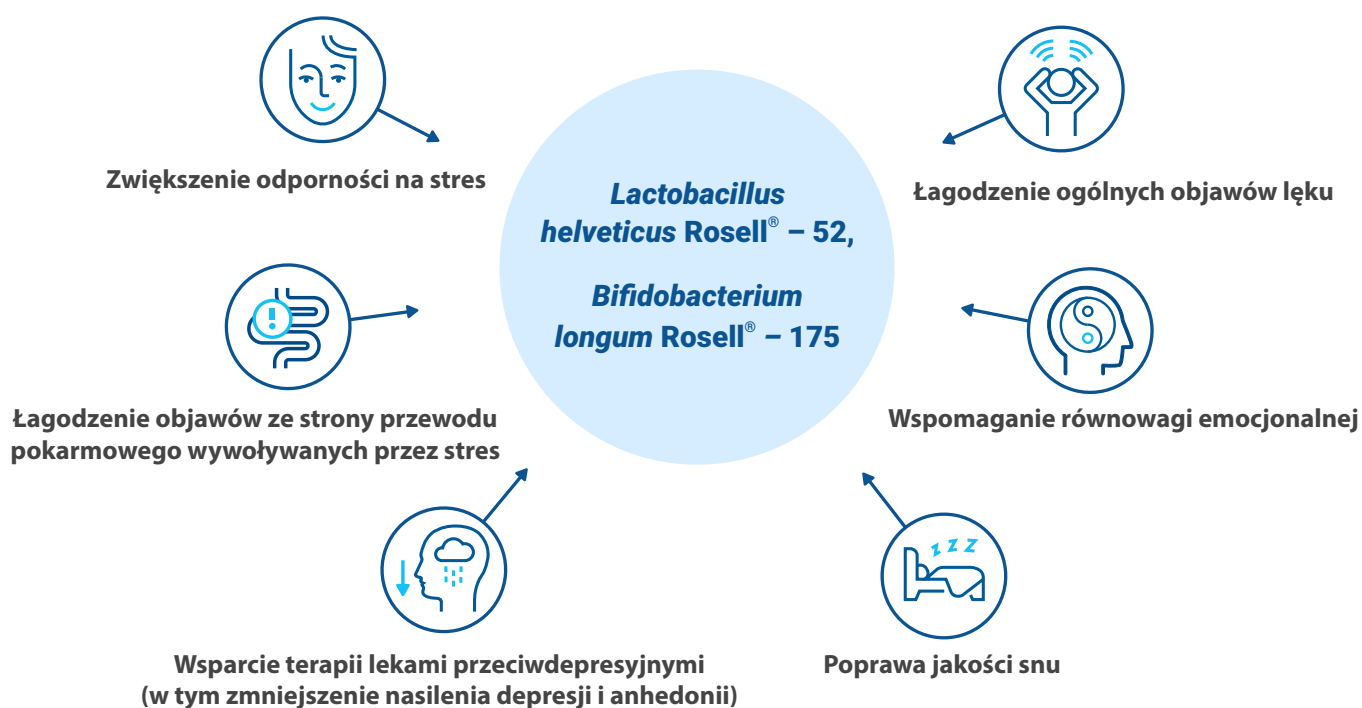 Zwiększenie odporności na stres
Łagodzenie ogólnych objawów lęku
Lactobacillus
helveticus Rosell® – 52,
Bifidobacterium
longum Rosell® – 175
Łagodzenie objawów ze strony przewodu
pokarmowego wywoływanych przez stres
Wspomaganie równowagi emocjonalnej
z z z
Wsparcie terapii lekami przeciwdepresyjnymi
(w tym zmniejszenie nasilenia depresji i anhedonii)
Poprawa jakości snu